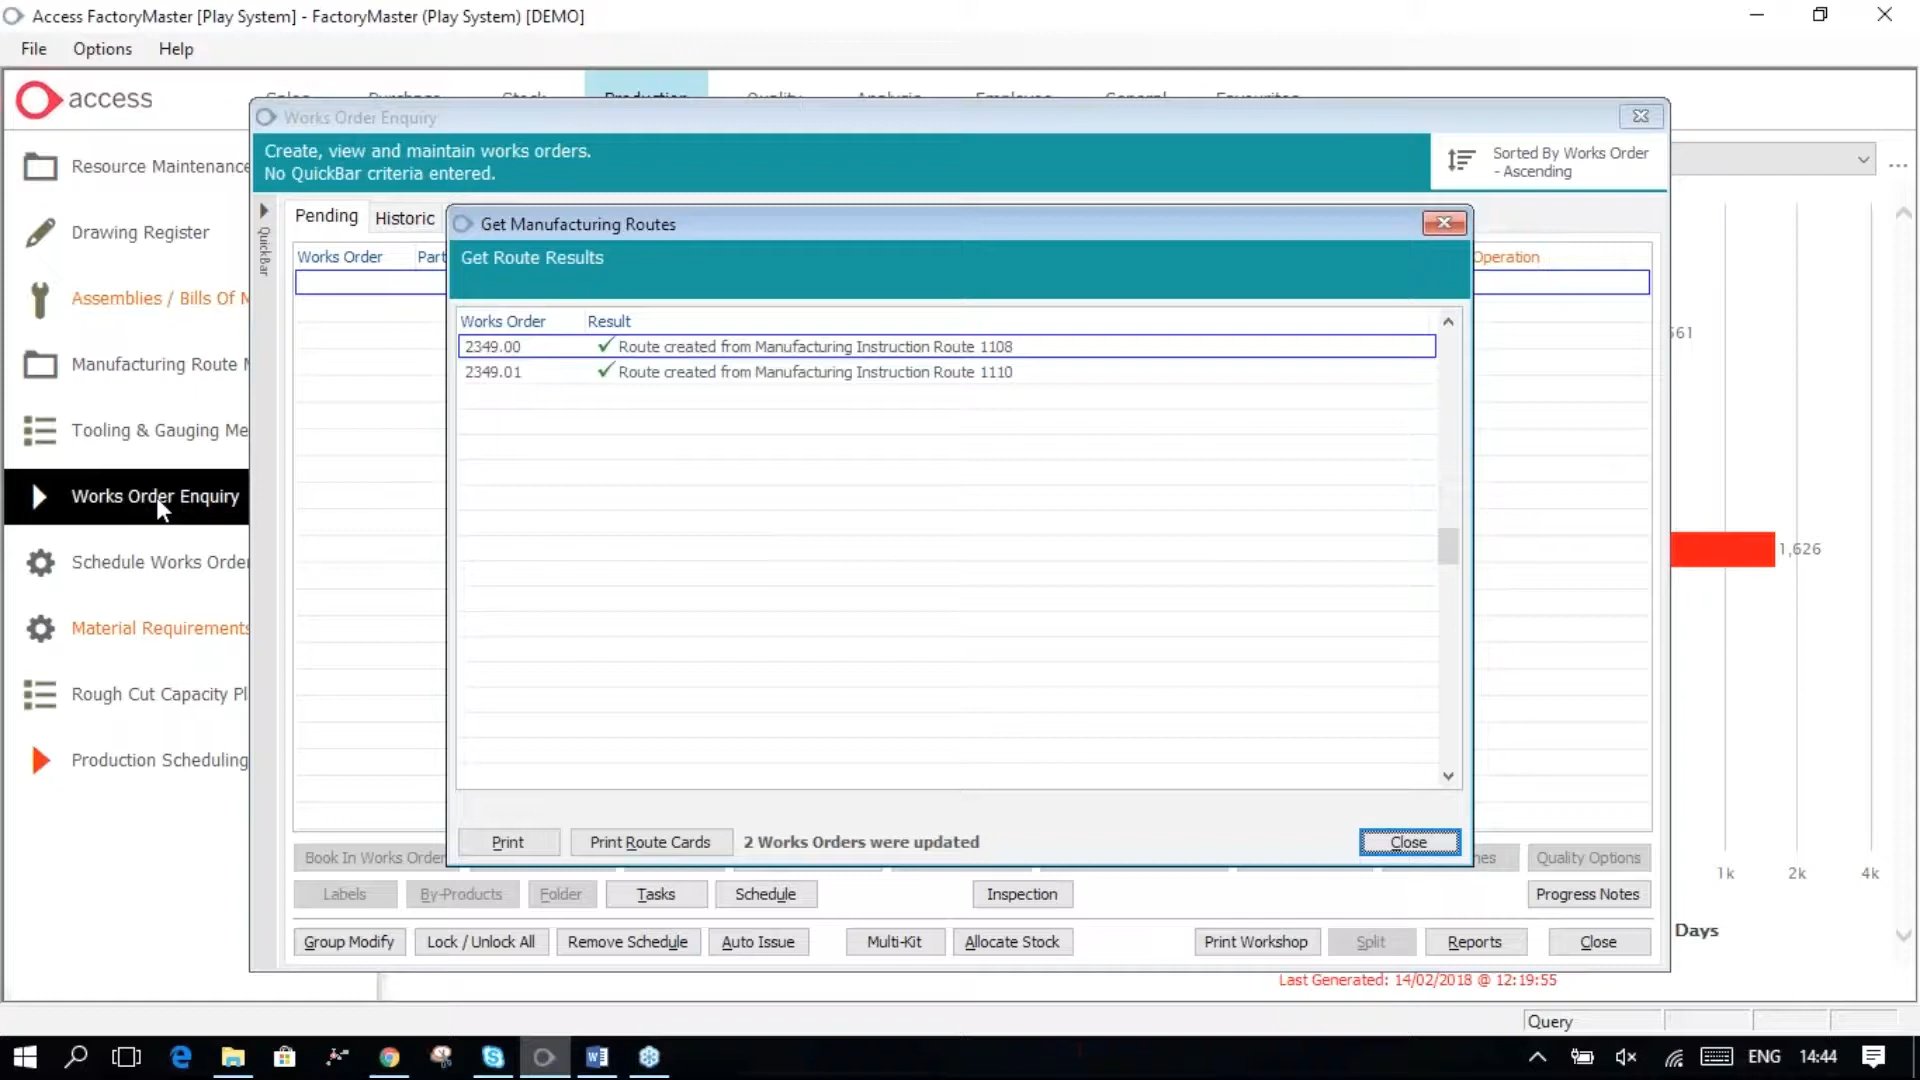 Access FactoryMaster [Play System] - FactoryMaster (Play System) [DEMO]
File Options Help
access
Production
Works Order Enquiry
Create, view and maintain works orders.
No QuickBar criteria entered.
Sorted By Works Order
- Ascending
Resource Maintenance
Drawing Register
Assemblies / Bills Of M
Manufacturing Route M
Tooling & Gauging Me
Works Order Enquiry
Schedule Works Order
Material Requirements
Rough Cut Capacity Pl
Production Scheduling
QuickBar
Pending Historic
Works Order Part Operation
Get Manufacturing Routes
Get Route Results
Works Order Result
2349.00 Route created from Manufacturing Instruction Route 1108
2349.01 Route created from Manufacturing Instruction Route 1110
Print Print Route Cards 2 Works Orders were updated Close
561
1,626
1k 2k 4k
Days
Book In Works Order Quality Options
Labels By-Products Folder Tasks Schedule Inspection Progress Notes
Group Modify Lock / Unlock All Remove Schedule Auto Issue Multi-Kit Allocate Stock Print Workshop Split Reports Close
Last Generated: 14/02/2018 @ 12:19:55
Query
ENG 14:44